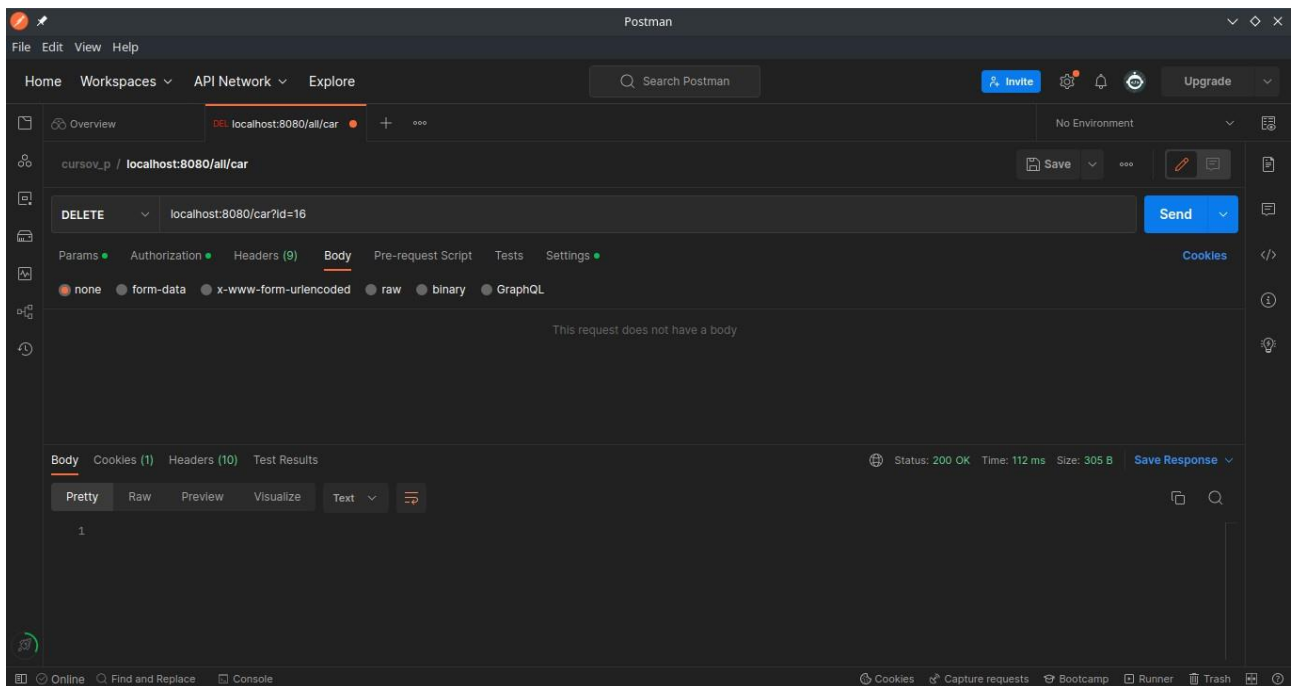 Postman
File Edit View Help
Home Workspaces API Network Explore Search Postman Invite Upgrade
Overview DEL localhost:8080/all/car No Environment
cursov_p / localhost:8080/all/car Save
DELETE localhost:8080/car?id=16 Send
Params Authorization Headers (9) Body Pre-request Script Tests Settings Cookies
none form-data x-www-form-urlencoded raw binary GraphQL
This request does not have a body
Body Cookies (1) Headers (10) Test Results Status: 200 OK Time: 112 ms Size: 305 B Save Response
Pretty Raw Preview Visualize Text
1
Online Find and Replace Console Cookies Capture requests Bootcamp Runner Trash